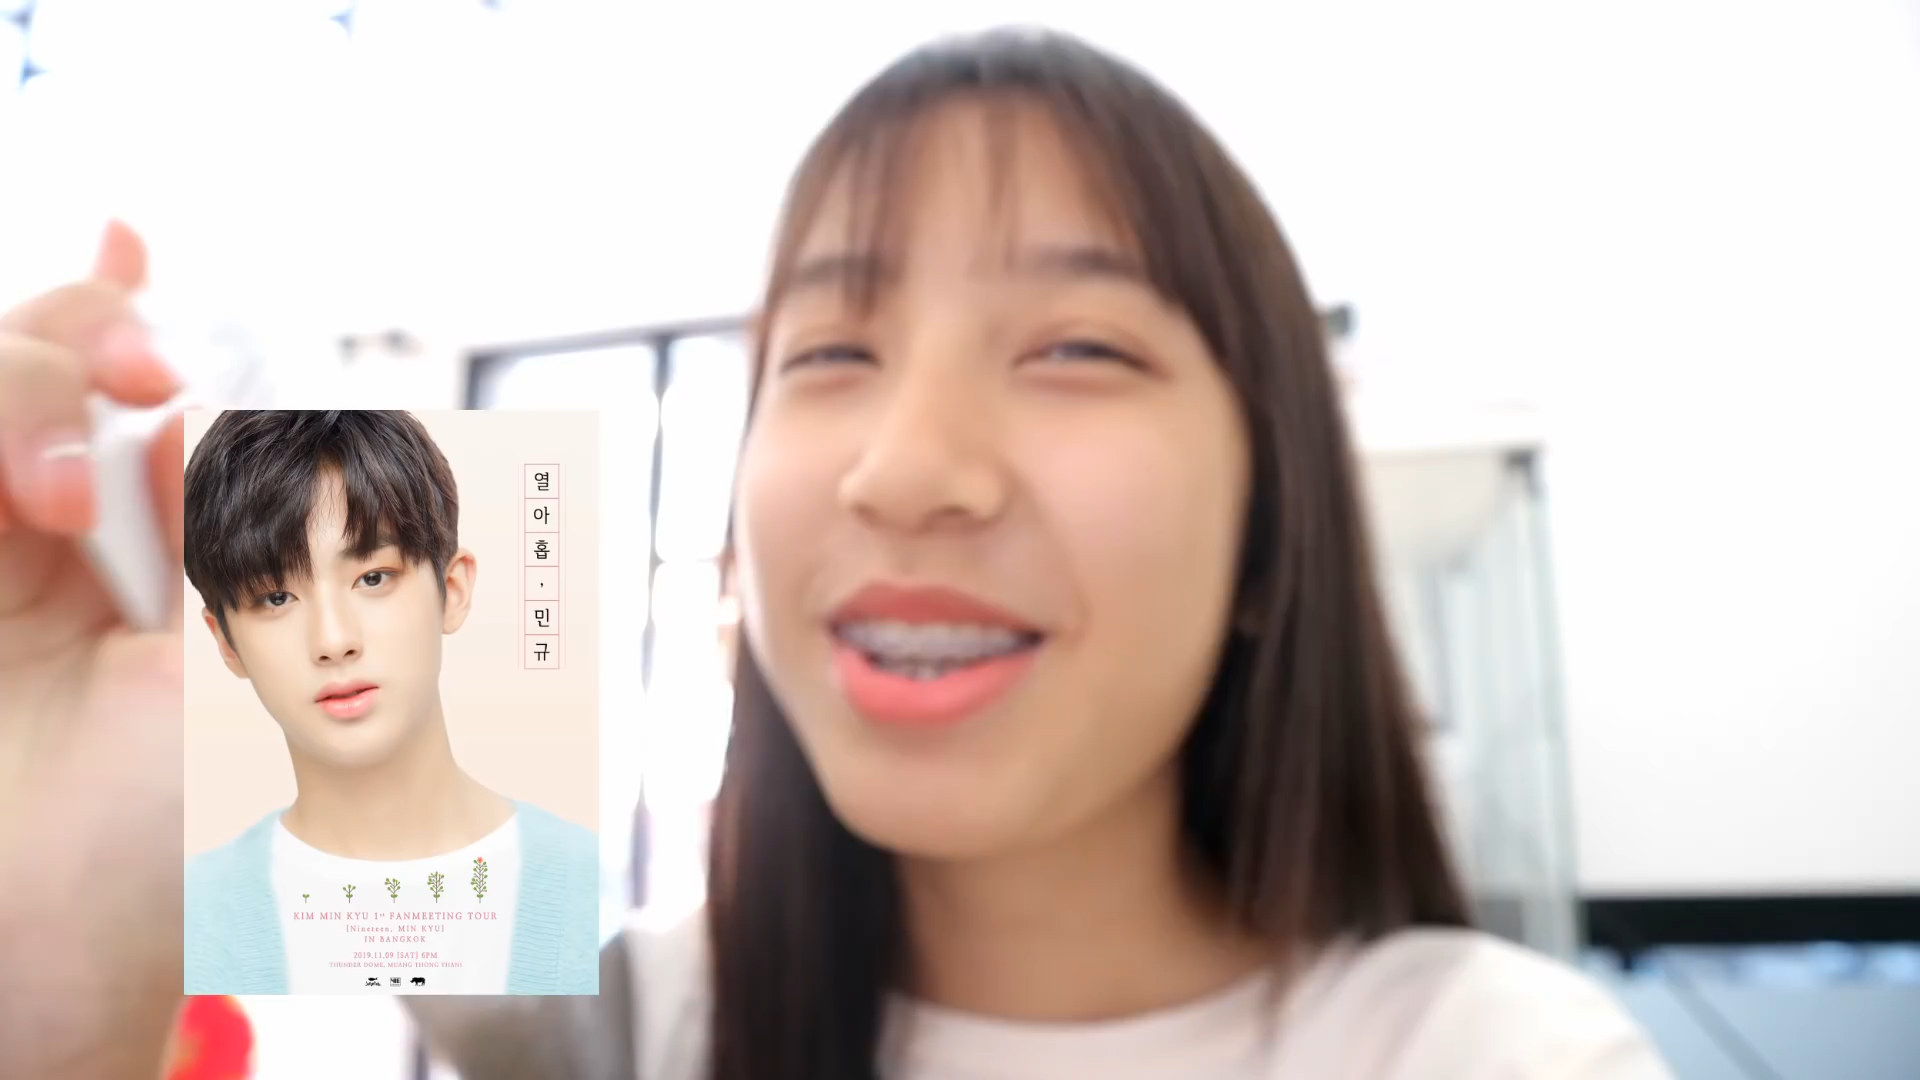 열아홉, 민규
KIM MIN KYU 1st FANMEETING TOUR
[Nineteen, MIN KYU]
IN BANGKOK
2019.11.09 [SAT] 6PM
THUNDER DOME, MUANG THONG THANI